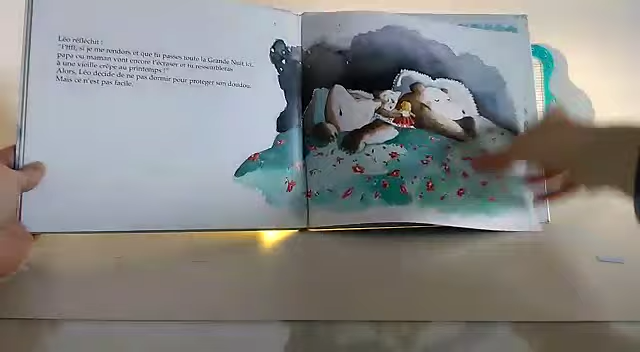 Léo réfléchit :
"Pfff, si je me rendors et que tu passes toute la Grande Nuit ici,
papa ou maman vont encore t'écraser et tu ressembleras
à une vieille crêpe au printemps !"
Alors, Léo décide de ne pas dormir pour protéger son doudou.
Mais ce n'est pas facile.